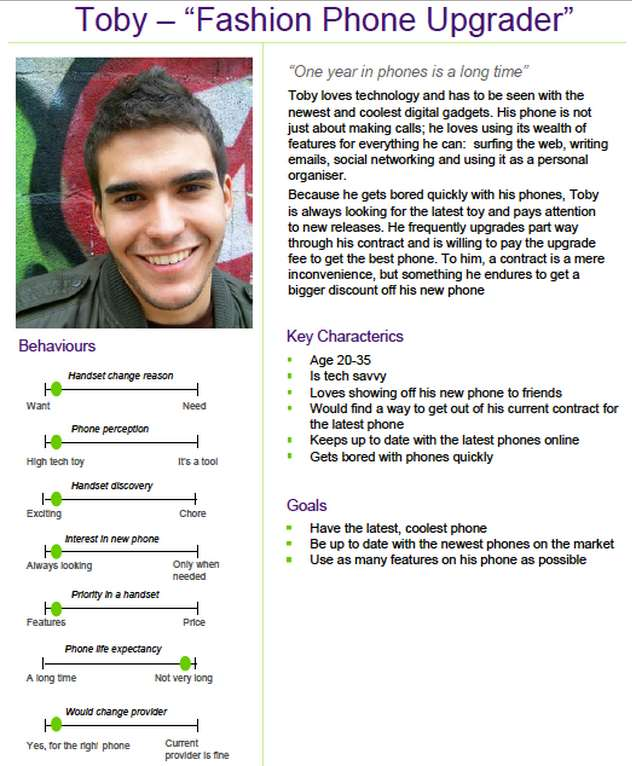 Toby – “Fashion Phone Upgrader”
“One year in phones is a long time”
Toby loves technology and has to be seen with the
newest and coolest digital gadgets. His phone is not
just about making calls; he loves using its wealth of
features for everything he can:  surfing the web, writing
emails, social networking and using it as a personal
organiser.
Because he gets bored quickly with his phones, Toby
is always looking for the latest toy and pays attention
to new releases. He frequently upgrades part way
through his contract and is willing to pay the upgrade
fee to get the best phone. To him, a contract is a mere
inconvenience, but something he endures to get a
bigger discount off his new phone
Key Characterics
Age 20-35
Is tech savvy
Loves showing off his new phone to friends
Would find a way to get out of his current contract for
the latest phone
Keeps up to date with the latest phones online
Gets bored with phones quickly
Goals
Have the latest, coolest phone
Be up to date with the newest phones on the market
Use as many features on his phone as possible
Behaviours
Handset change reason
Want Need
Phone perception
High tech toy It's a tool
Handset discovery
Exciting Chore
Interest in new phone
Always looking Only when
needed
Priority in a handset
Features Price
Phone life expectancy
A long time Not very long
Would change provider
Yes, for the right phone Current
provider is fine